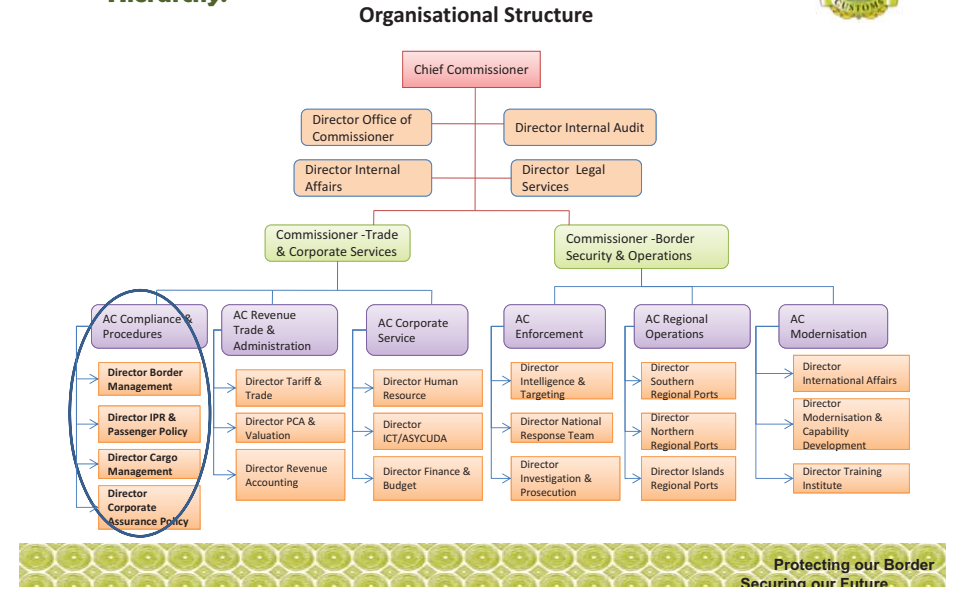 Hierarchy:
Organisational Structure
CUSTOMS
Chief Commissioner
Director Office of
Commissioner
Director Internal Audit
Director Internal
Affairs
Director Legal
Services
Commissioner -Trade
& Corporate Services
Commissioner -Border
Security & Operations
AC Compliance &
Procedures
AC Revenue
Trade &
Administration
AC Corporate
Service
AC
Enforcement
AC Regional
Operations
AC
Modernisation
Director Border
Management
Director IPR &
Passenger Policy
Director Cargo
Management
Director
Corporate
Assurance Policy
Director Tariff &
Trade
Director PCA &
Valuation
Director Revenue
Accounting
Director Human
Resource
Director
ICT/ASYCUDA
Director Finance &
Budget
Director
Intelligence &
Targeting
Director National
Response Team
Director
Investigation &
Prosecution
Director
Southern
Regional Ports
Director
Northern
Regional Ports
Director Islands
Regional Ports
Director
International Affairs
Director
Modernisation &
Capability
Development
Director Training
Institute
Protecting our Border
Securing our Future